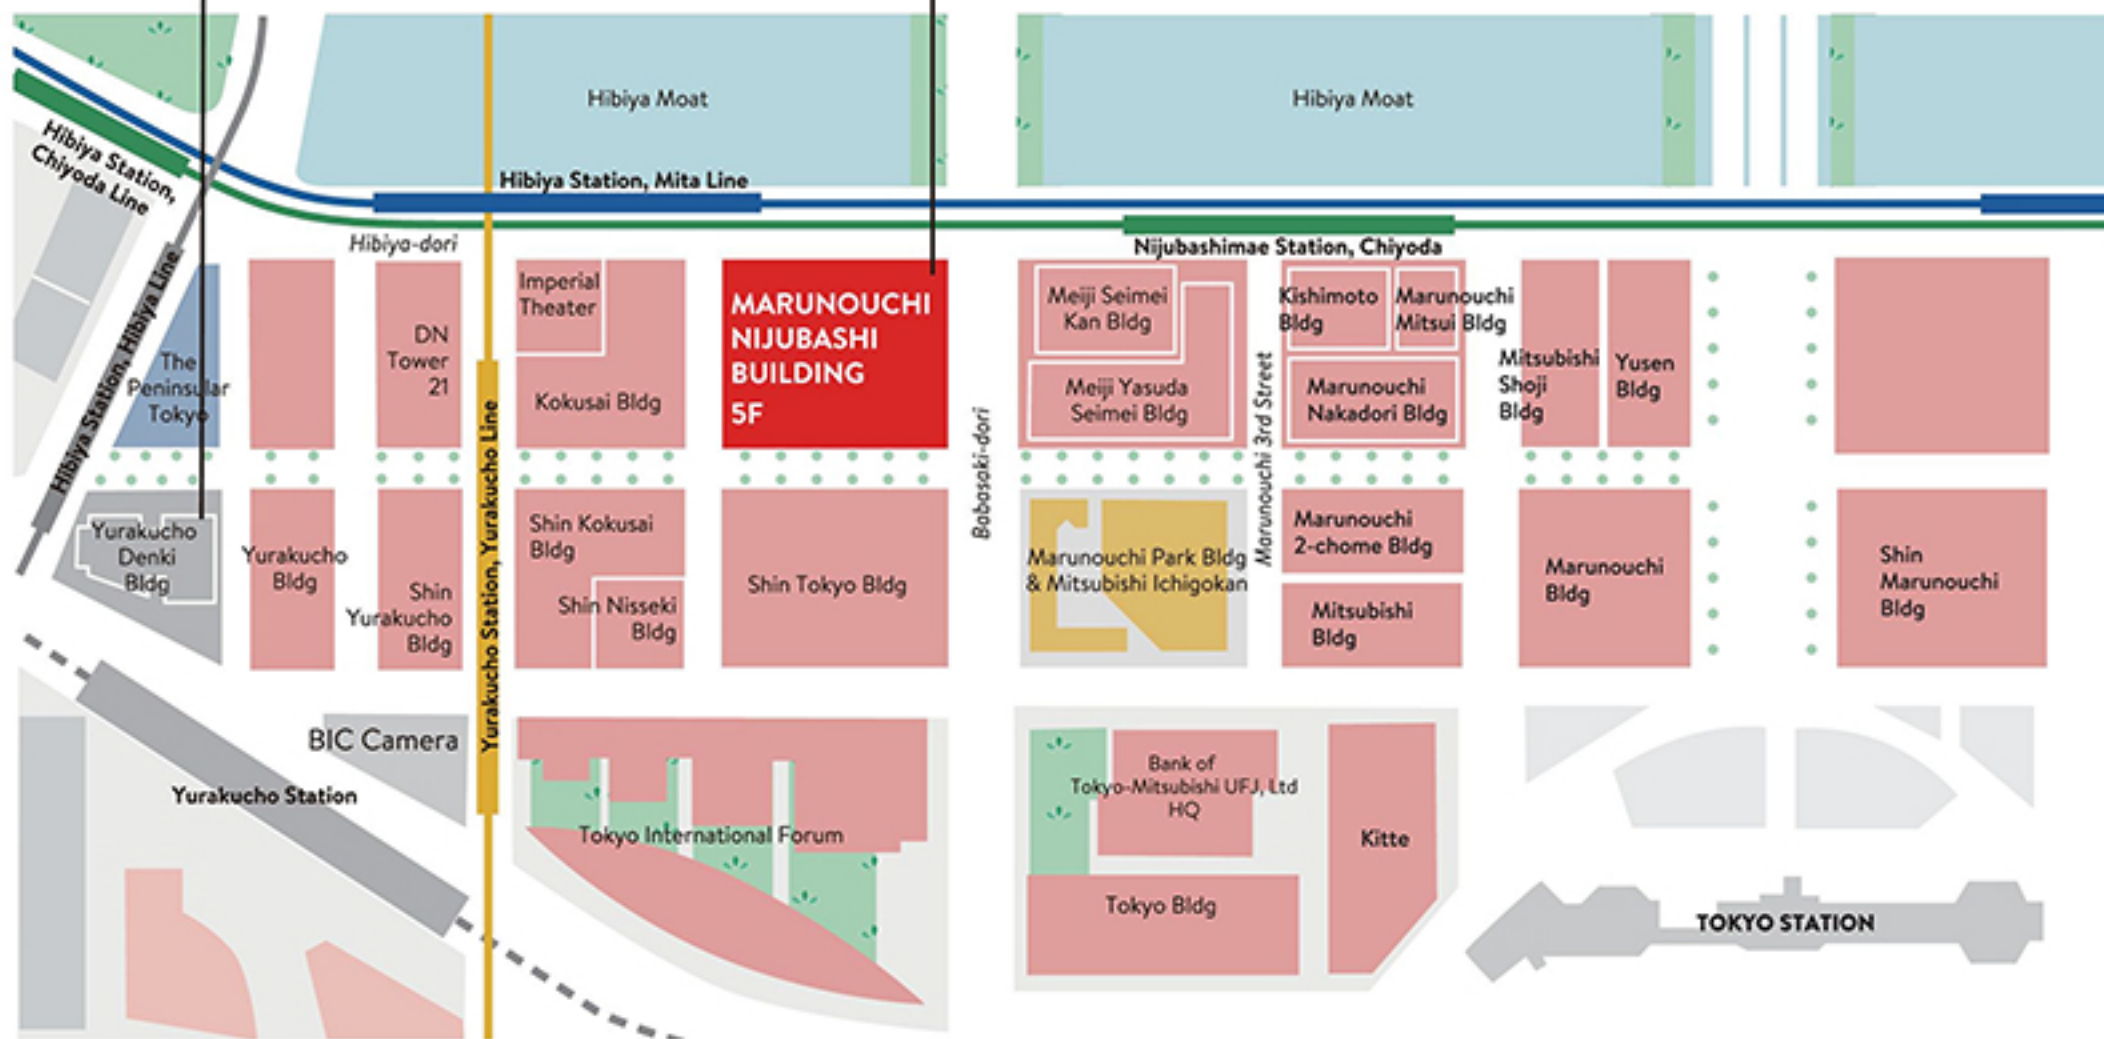 Hibiya Moat
Hibiya Moat
Hibiya Station,
Chiyoda Line
Hibiya Station, Mita Line
Hibiya-dori
Nijubashimae Station, Chiyoda
Hibiya Station, Hibiya Line
The
Peninsular
Tokyo
DN
Tower
21
Imperial
Theater
Kokusai Bldg
MARUNOUCHI
NIJUBASHI
BUILDING
5F
Babasaki-dori
Meiji Seimei
Kan Bldg
Meiji Yasuda
Seimei Bldg
Marunouchi 3rd Street
Kishimoto
Bldg
Marunouchi
Mitsui Bldg
Marunouchi
Nakadori Bldg
Mitsubishi
Shoji
Bldg
Yusen
Bldg
Yurakucho
Denki
Bldg
Yurakucho
Bldg
Shin
Yurakucho
Bldg
Yurakucho Station, Yurakucho Line
Shin Kokusai
Bldg
Shin Nisseki
Bldg
Shin Tokyo Bldg
Marunouchi Park Bldg
& Mitsubishi Ichigokan
Marunouchi
2-chome Bldg
Mitsubishi
Bldg
Marunouchi
Bldg
Shin
Marunouchi
Bldg
BIC Camera
Yurakucho Station
Tokyo International Forum
Bank of
Tokyo-Mitsubishi UFJ, Ltd
HQ
Kitte
Tokyo Bldg
TOKYO STATION